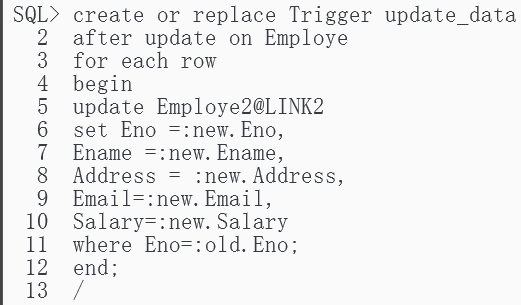 SQL> create or replace Trigger update_data
2 after update on Employe
3 for each row
4 begin
5 update Employe2@LINK2
6 set Eno =:new.Eno,
7 Ename =:new.Ename,
8 Address = :new.Address,
9 Email=:new.Email,
10 Salary=:new.Salary
11 where Eno=:old.Eno;
12 end;
13 /